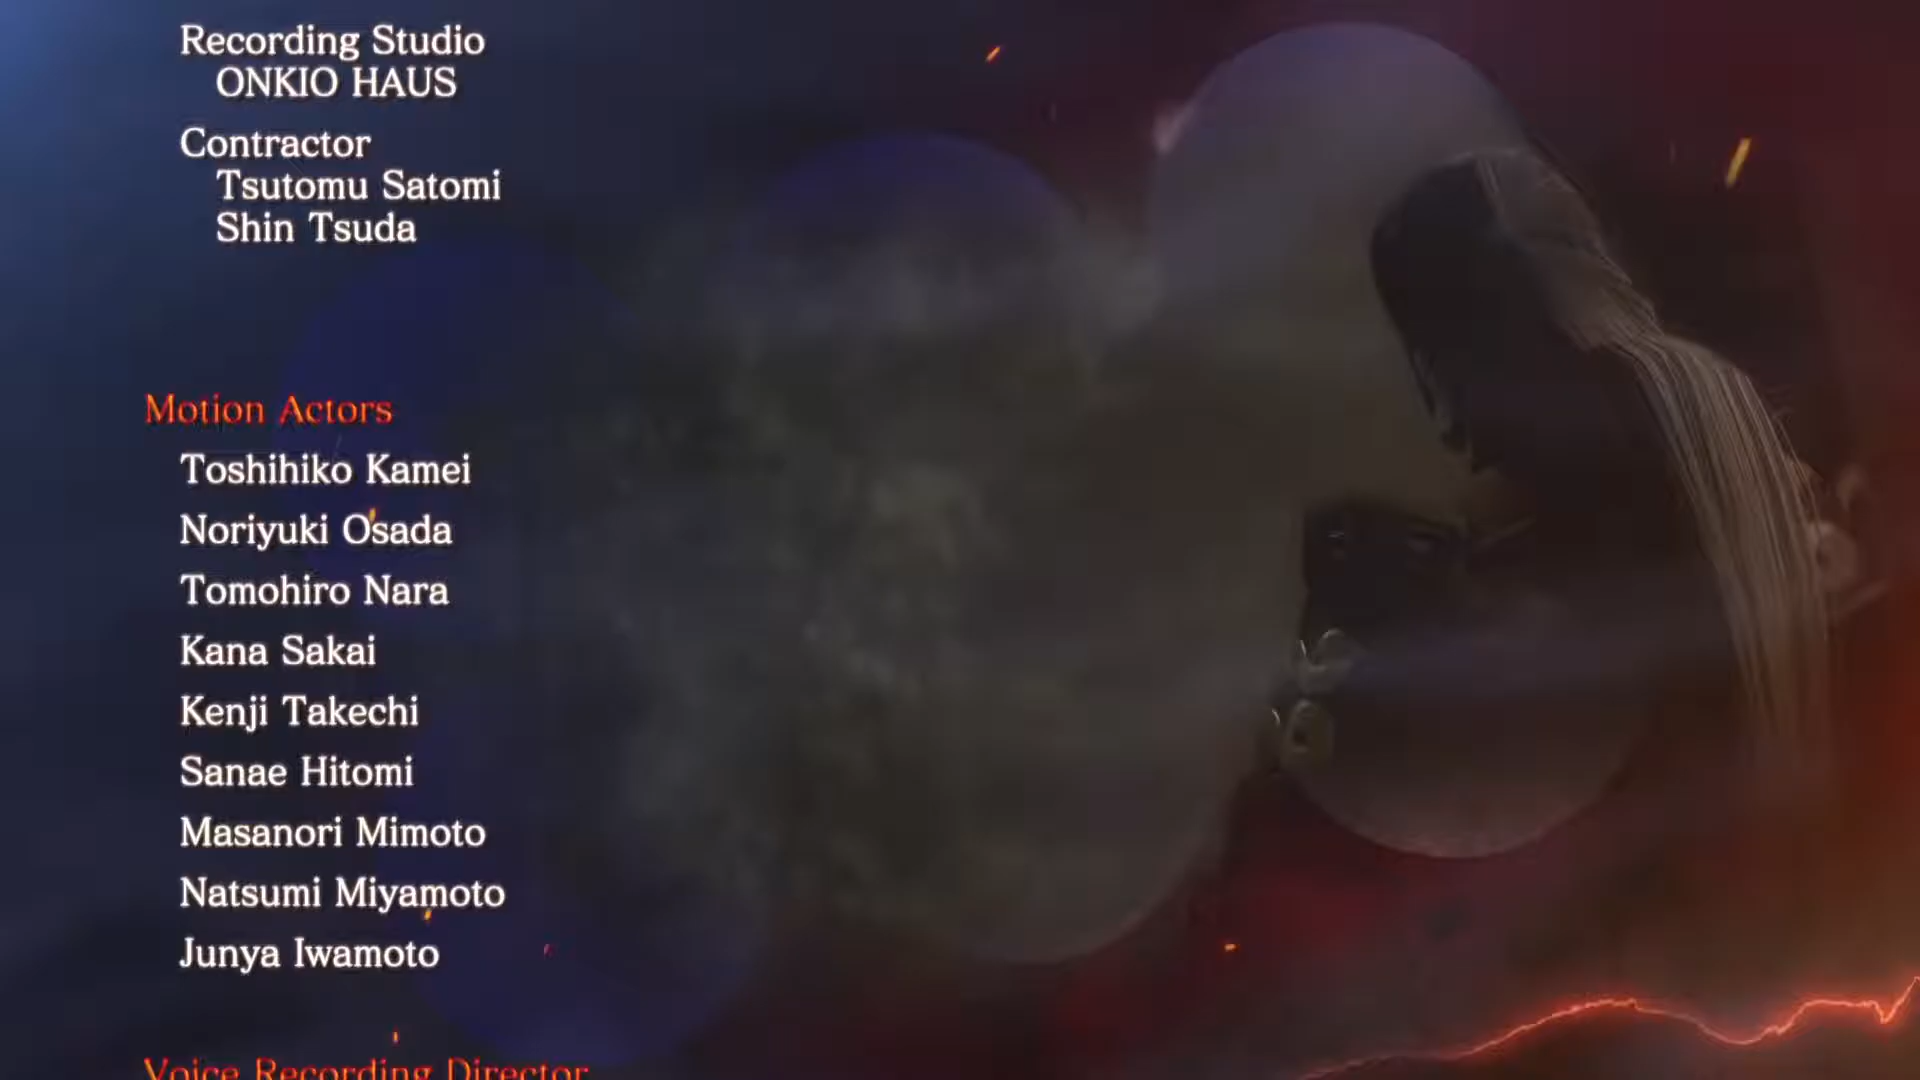 Recording Studio
ONKIO HAUS
Contractor
Tsutomu Satomi
Shin Tsuda
Motion Actors
Toshihiko Kamei
Noriyuki Osada
Tomohiro Nara
Kana Sakai
Kenji Takechi
Sanae Hitomi
Masanori Mimoto
Natsumi Miyamoto
Junya Iwamoto
Voice Recording Director